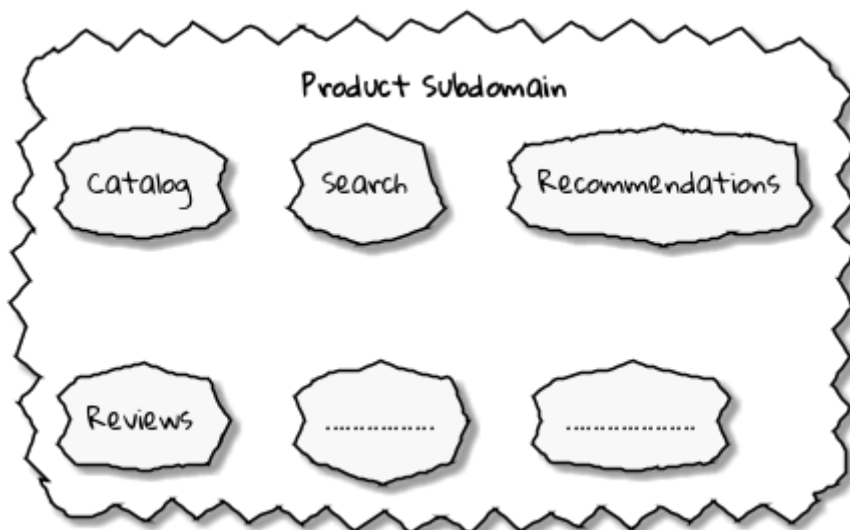 Product Subdomain
Catalog
Search
Recommendations
Reviews
...............
..................